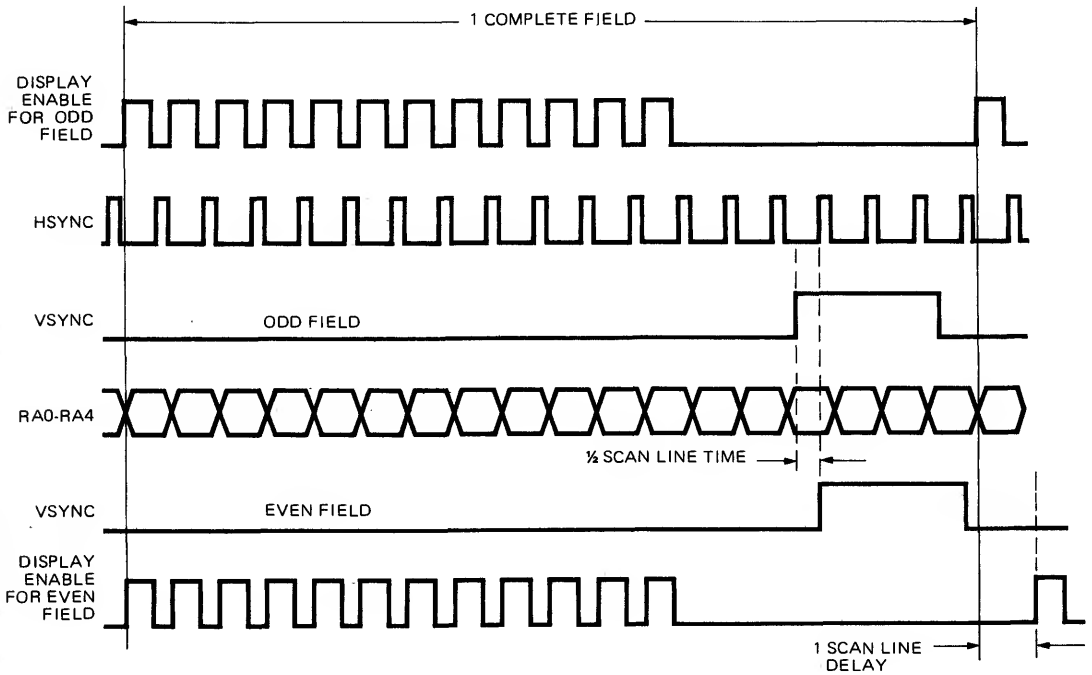 1 COMPLETE FIELD
DISPLAY
ENABLE
FOR ODD
FIELD
HSYNC
VSYNC
ODD FIELD
RA0-RA4
½ SCAN LINE TIME
VSYNC
EVEN FIELD
DISPLAY
ENABLE
FOR EVEN
FIELD
1 SCAN LINE
DELAY